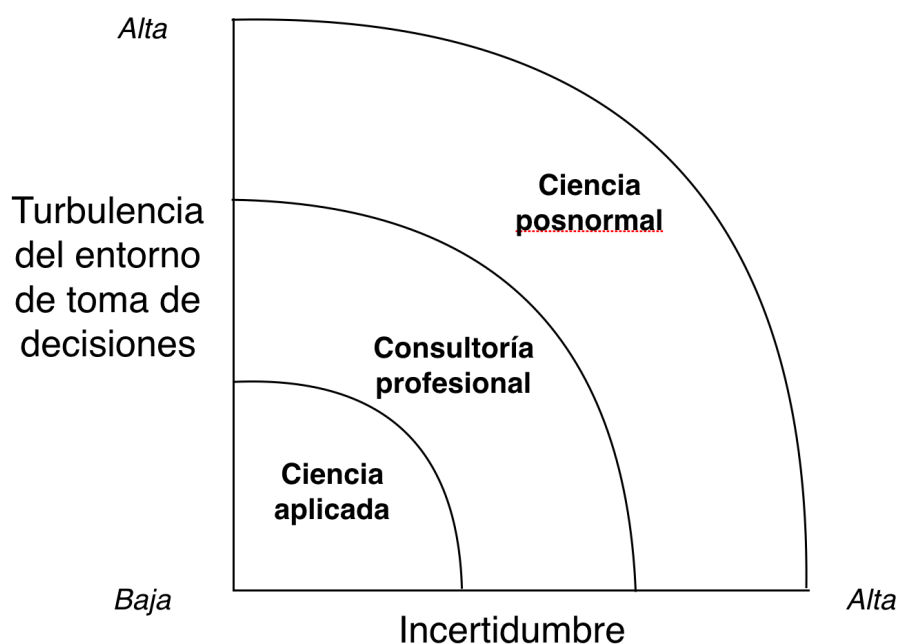 Alta
Ciencia
posnormal
Turbulencia
del entorno
de toma de
decisiones
Consultoría
profesional
Ciencia
aplicada
Baja
Alta
Incertidumbre